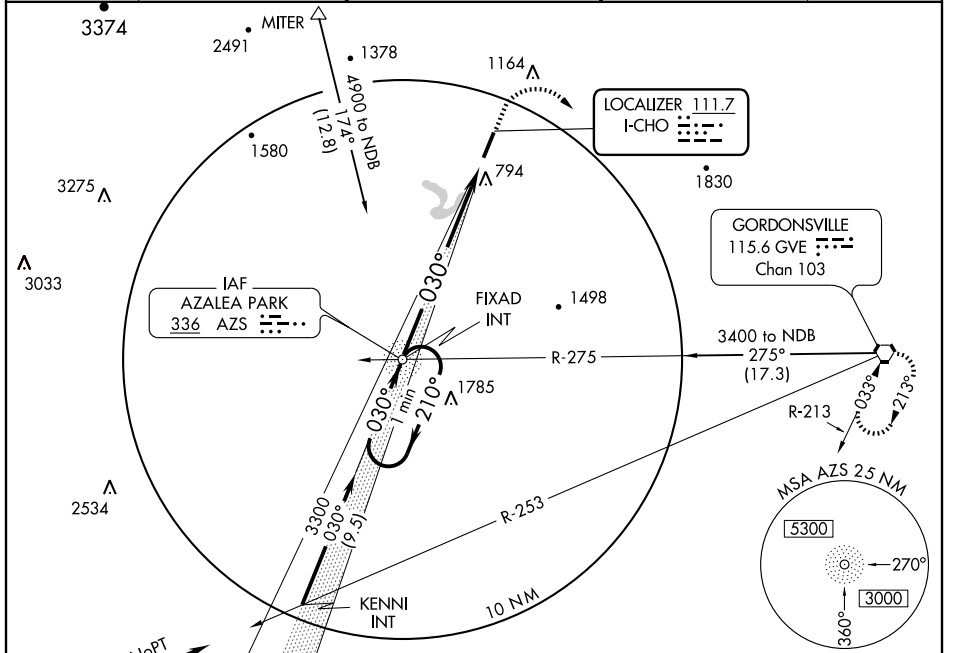 3374
2491
MITER
1378
4900 to NDB
174°
(12.8)
1164
LOCALIZER 111.7
I-CHO
1580
794
1830
3275
3033
GORDONSVILLE
115.6 GVE
Chan 103
IAF
AZALEA PARK
336 AZS
030°
FIXAD
INT
1498
R-275
3400 to NDB
275°
(17.3)
1785
030°
1 min
210°
033°
213°
R-213
2534
3300
030°
(9.5)
R-253
MSA AZS 25 NM
5300
270°
3000
360°
KENNI
INT
10 NM
NoPT